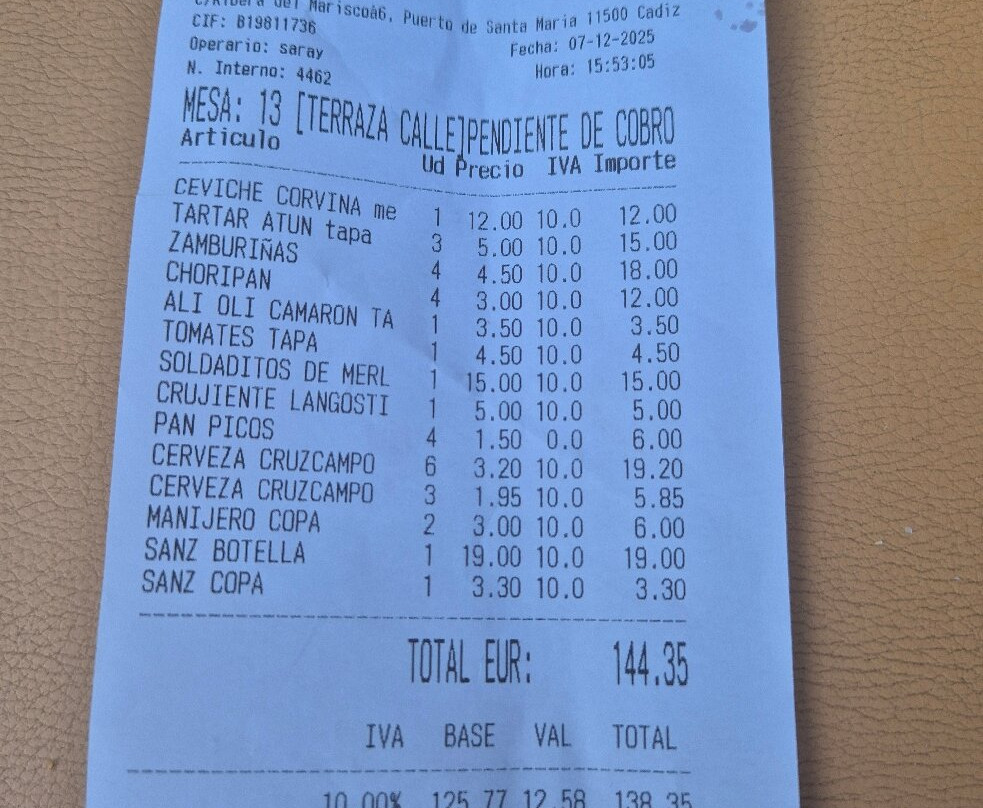 C/Ribera del Marisco�6, Puerto de Santa Maria 11500 Cadiz
CIF: B19811736
Fecha: 07-12-2025
Operario: saray
Hora: 15:53:05
N. Interno: 4462
MESA: 13 [TERRAZA CALLE]PENDIENTE DE COBRO
Articulo Ud Precio IVA Importe
CEVICHE CORVINA me 1 12.00 10.0 12.00
TARTAR ATUN tapa 3 5.00 10.0 15.00
ZAMBURIÑAS 4 4.50 10.0 18.00
CHORIPAN 4 3.00 10.0 12.00
ALI OLI CAMARON TA 1 3.50 10.0 3.50
TOMATES TAPA 1 4.50 10.0 4.50
SOLDADITOS DE MERL 1 15.00 10.0 15.00
CRUJIENTE LANGOSTI 1 5.00 10.0 5.00
PAN PICOS 4 1.50 0.0 6.00
CERVEZA CRUZCAMPO 6 3.20 10.0 19.20
CERVEZA CRUZCAMPO 3 1.95 10.0 5.85
MANIJERO COPA 2 3.00 10.0 6.00
SANZ BOTELLA 1 19.00 10.0 19.00
SANZ COPA 1 3.30 10.0 3.30
TOTAL EUR: 144.35
IVA BASE VAL TOTAL
10.00% 125.77 12.58 138.35